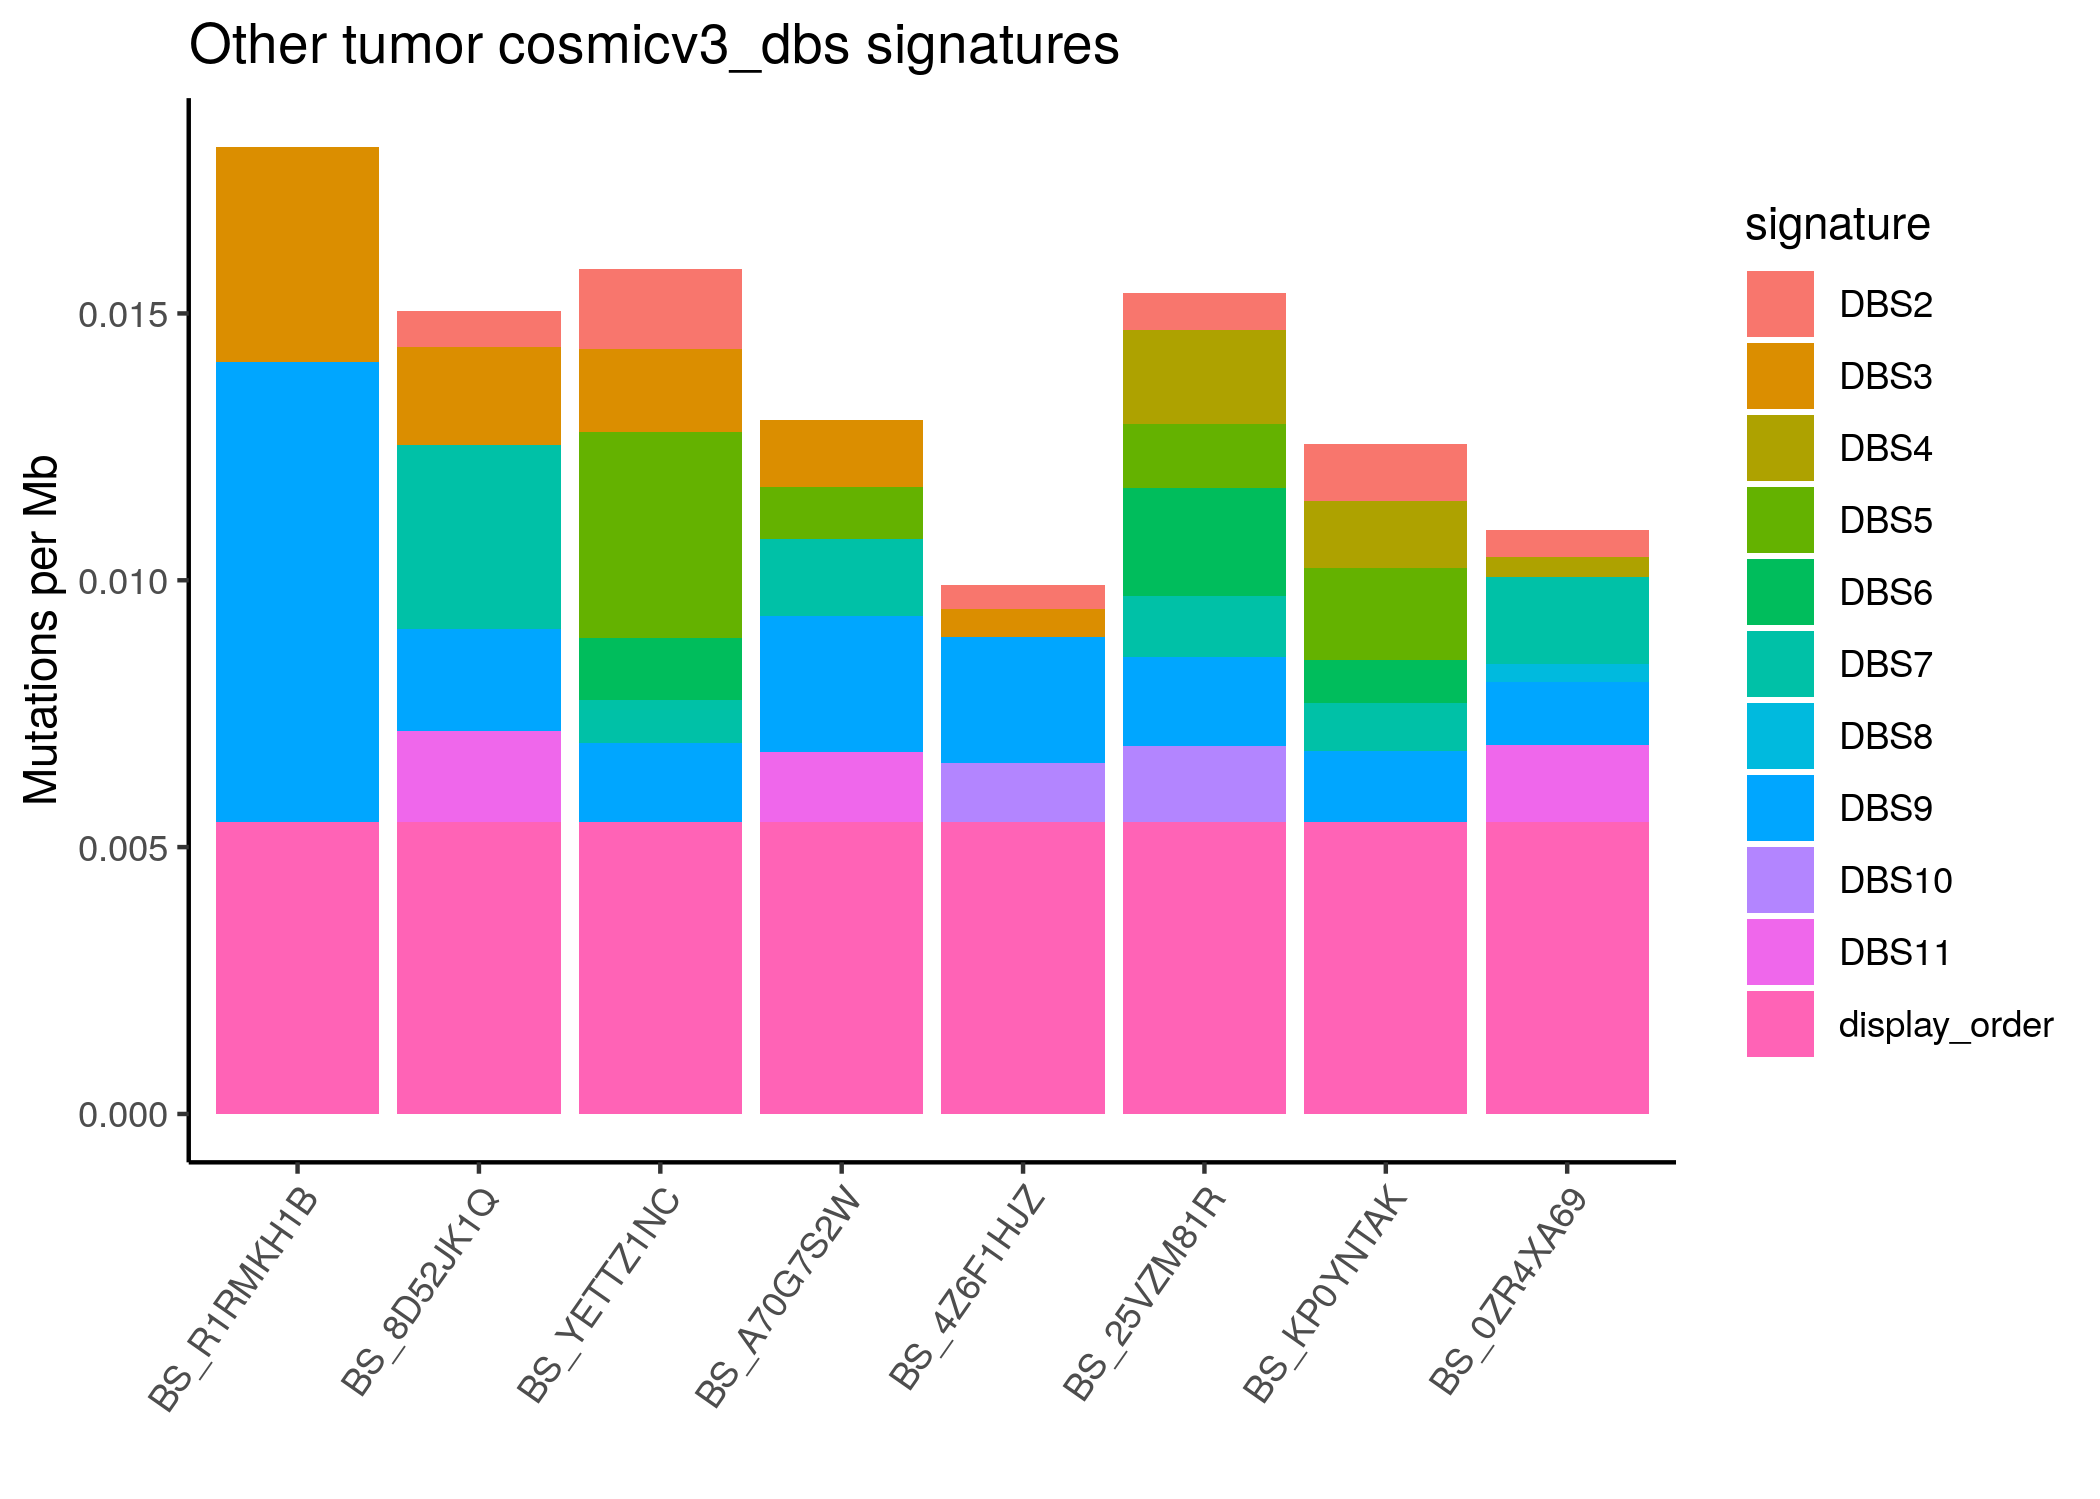 Other tumor cosmicv3_dbs signatures
Mutations per Mb
0.015
0.010
0.005
0.000
BS_R1RMKH1B
BS_8D52JK1Q
BS_YETTZ1NC
BS_A70G7S2W
BS_4Z6F1HJZ
BS_25VZM81R
BS_KP0YNTAK
BS_0ZR4XA69
signature
DBS2
DBS3
DBS4
DBS5
DBS6
DBS7
DBS8
DBS9
DBS10
DBS11
display_order